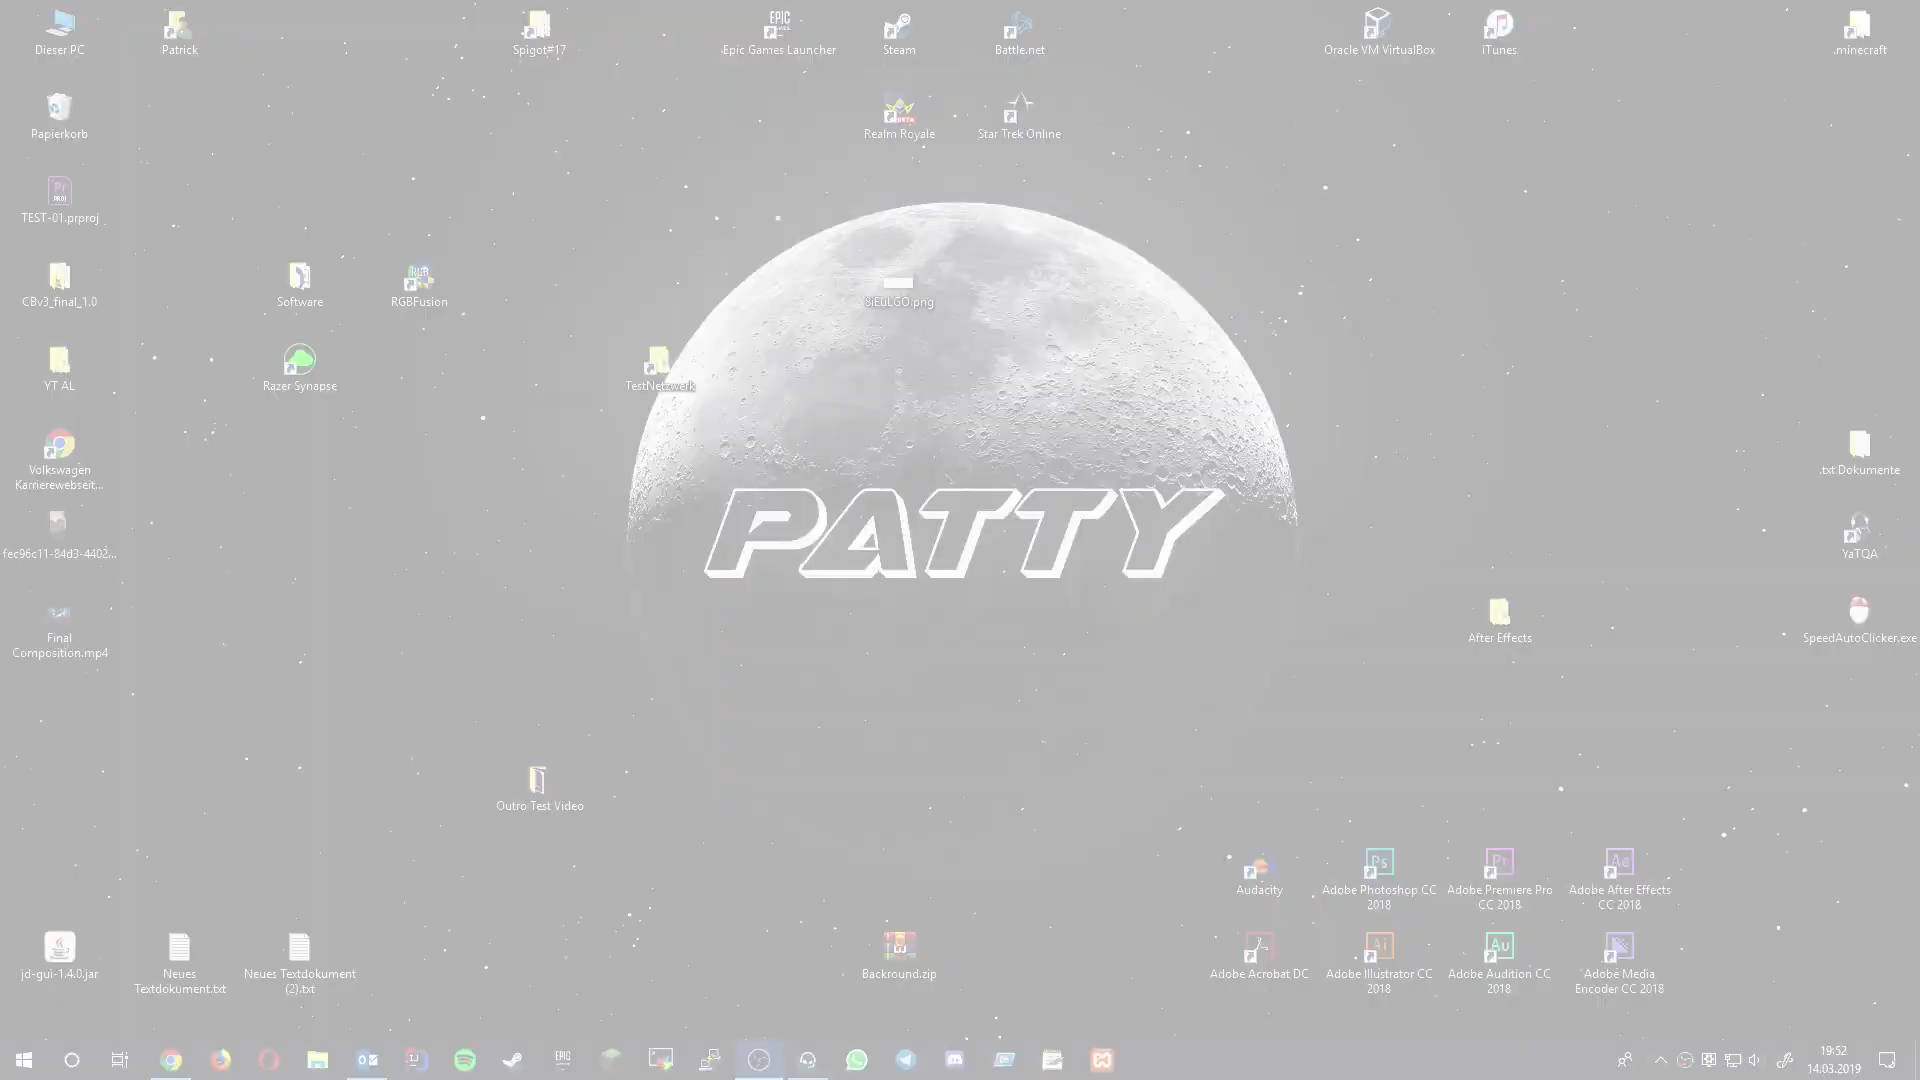 Dieser PC
Patrick
Spigot#17
Epic Games Launcher
Steam
Battle.net
Oracle VM VirtualBox
iTunes
.minecraft
Papierkorb
Realm Royale
Star Trek Online
TEST-01.prproj
CBv3_final_1.0
Software
RGBFusion
8iEuLGO.png
YT AL
Razer Synapse
TestNetzwerk
Volkswagen
Karrierewebseit...
.txt Dokumente
PATTY
fec96c11-84d3-4402...
YaTQA
Final
Composition.mp4
After Effects
SpeedAutoClicker.exe
Outro Test Video
Audacity
Adobe Photoshop CC
2018
Adobe Premiere Pro
CC 2018
Adobe After Effects
CC 2018
jd-gui-1.4.0.jar
Neues
Textdokument.txt
Neues Textdokument
(2).txt
Backround.zip
Adobe Acrobat DC
Adobe Illustrator CC
2018
Adobe Audition CC
2018
Adobe Media
Encoder CC 2018
19:52
14.03.2019